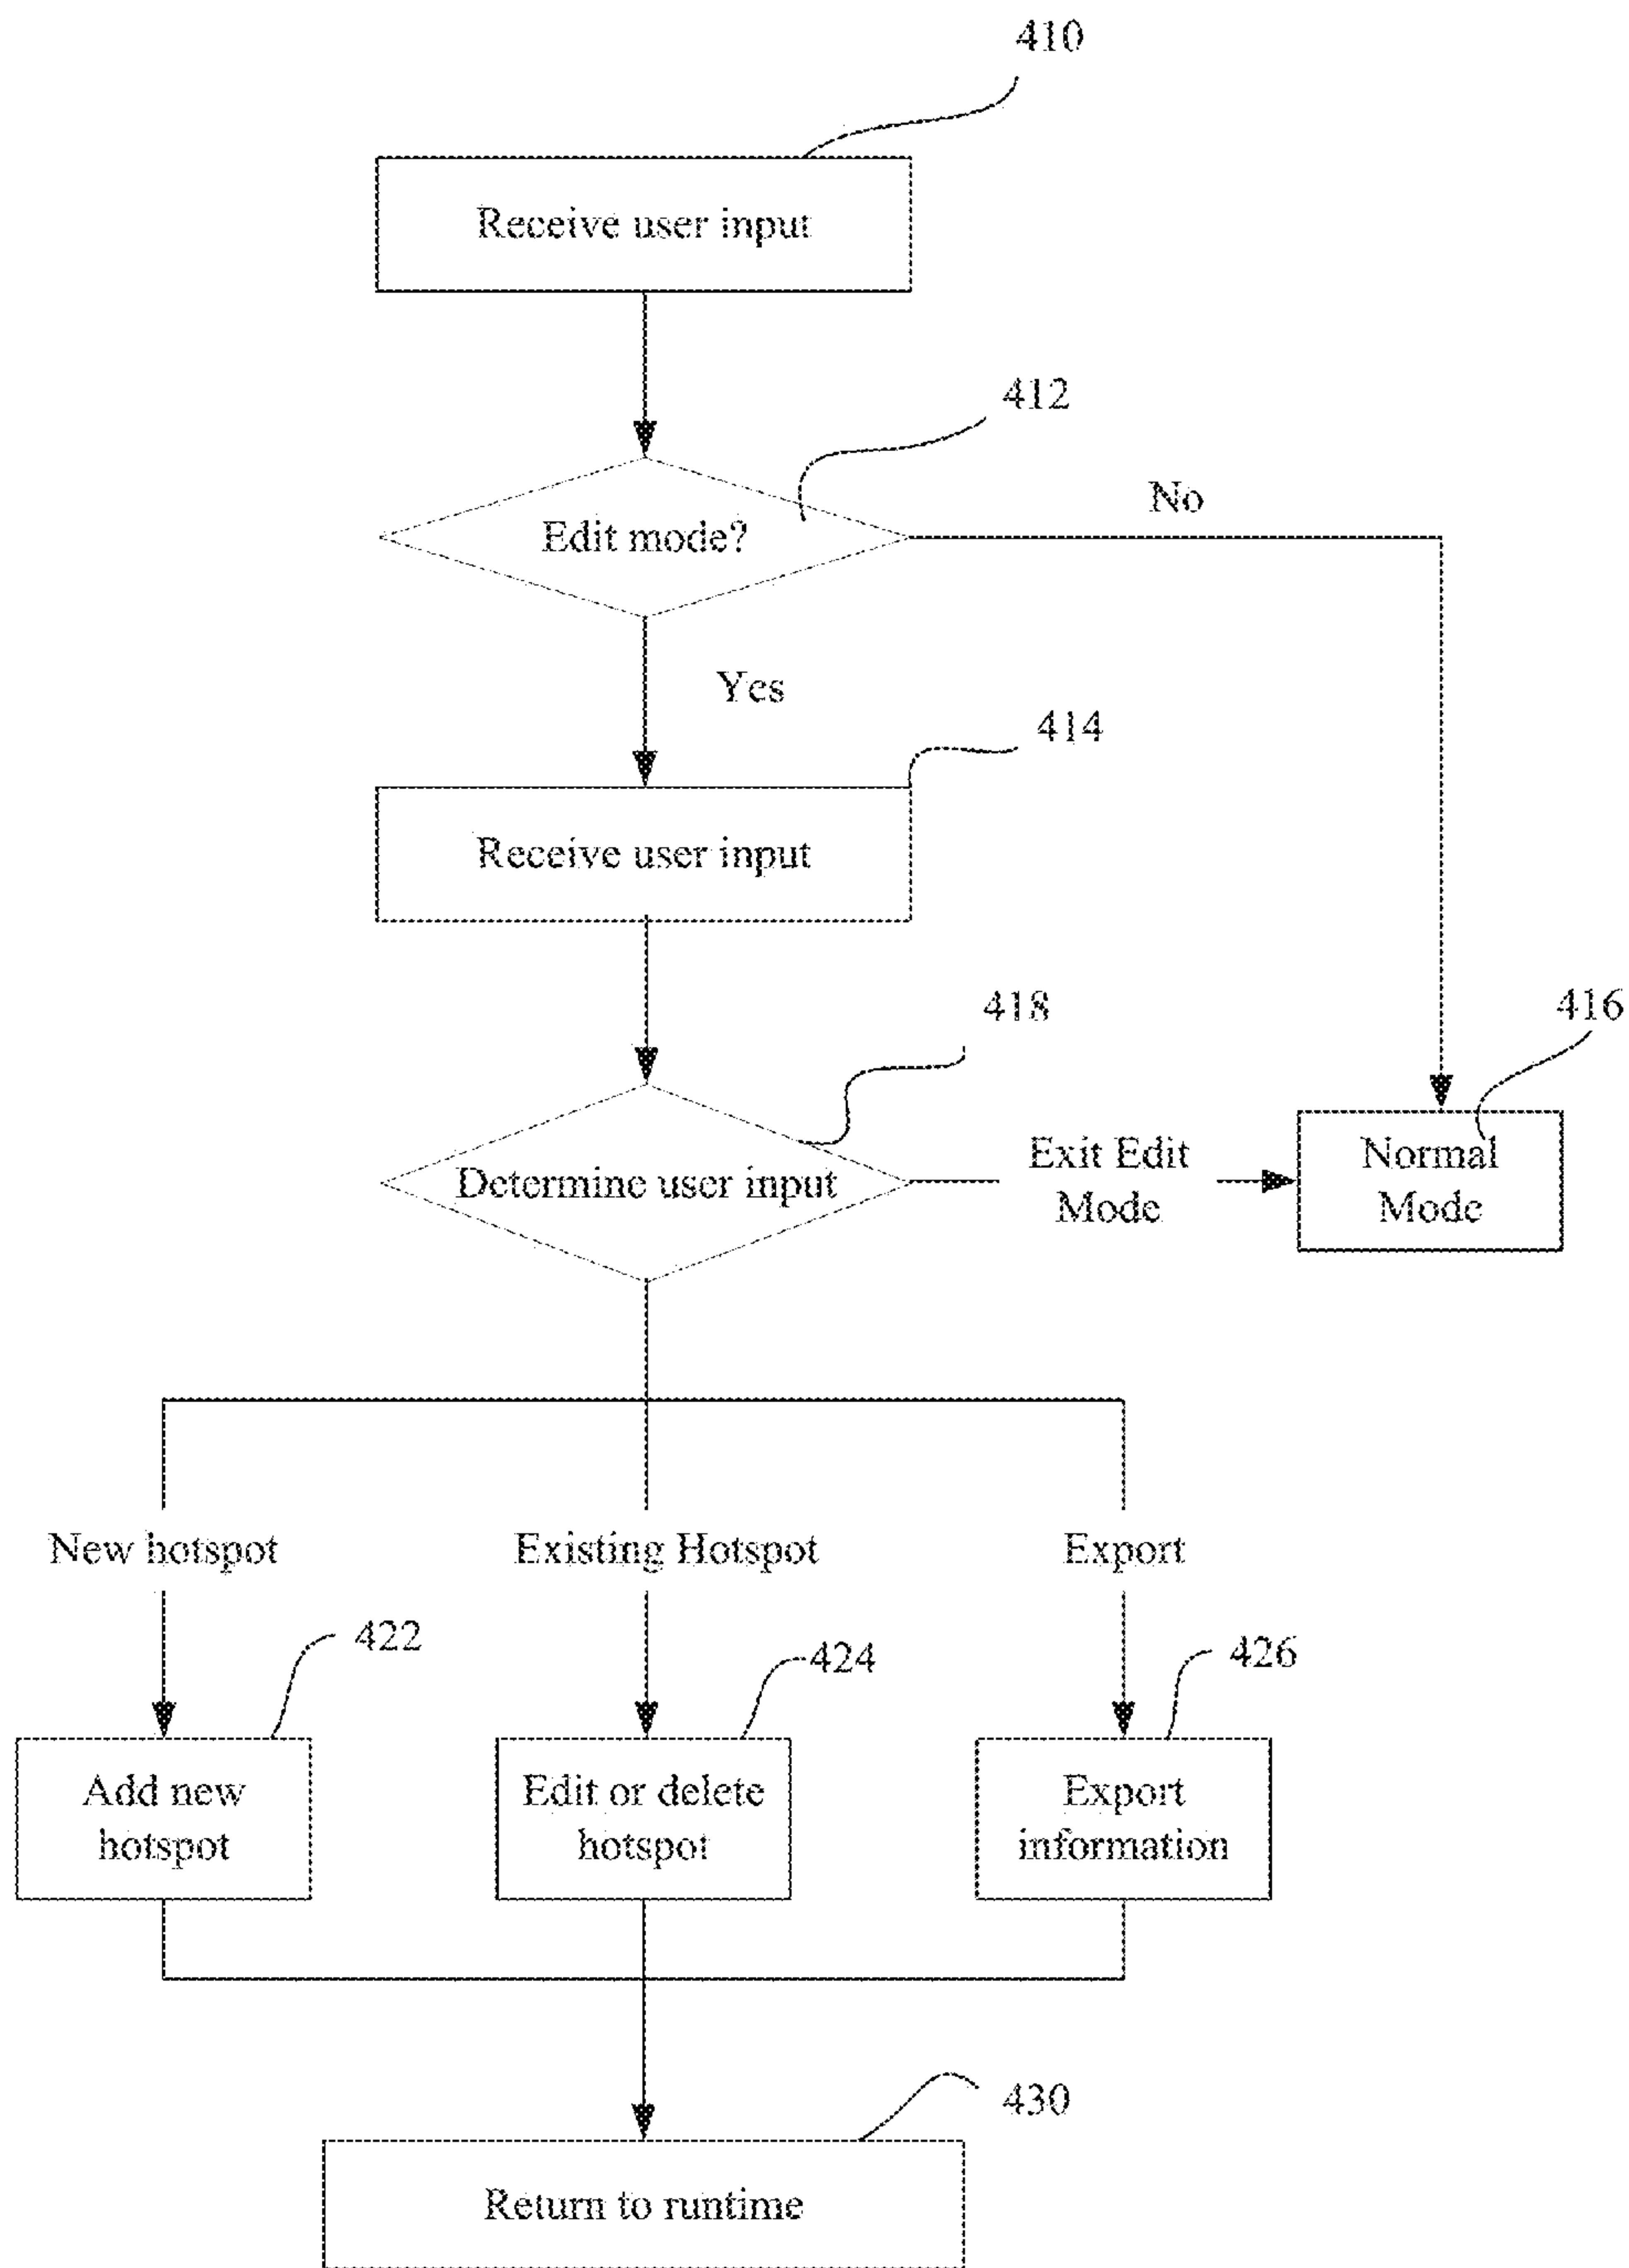 410
Receive user input
412
Edit mode?
No
Yes
414
Receive user input
418
416
Determine user input
Exit Edit
Mode
Normal
Mode
New hotspot
Existing Hotspot
Export
422
424
426
Add new
hotspot
Edit or delete
hotspot
Export
information
430
Return to runtime